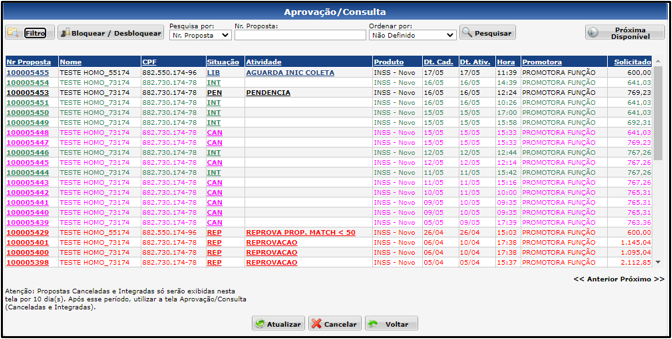 Aprovação/Consulta
Filtro Bloquear / Desbloquear Pesquisa por: Nr. Proposta Nr. Proposta: Ordenar por: Não Definido Pesquisar Próxima Disponível
Nr Proposta Nome CPF Situação Atividade Produto Dt. Cad. Dt. Ativ. Hora Promotora Solicitado
100005455 TESTE HOMO_55174 882.550.174-96 LIB AGUARDA INIC COLETA INSS - Novo 17/05 17/05 11:39 PROMOTORA FUNÇÃO 600,00
100005454 TESTE HOMO_73174 882.730.174-78 INT INSS - Novo 16/05 16/05 14:39 PROMOTORA FUNÇÃO 641,03
100005453 TESTE HOMO_73174 882.730.174-78 PEN PENDENCIA INSS - Novo 16/05 16/05 12:24 PROMOTORA FUNÇÃO 769,23
100005451 TESTE HOMO_73174 882.730.174-78 INT INSS - Novo 16/05 16/05 10:26 PROMOTORA FUNÇÃO 641,03
100005450 TESTE HOMO_73174 882.730.174-78 INT INSS - Novo 15/05 15/05 17:00 PROMOTORA FUNÇÃO 641,03
100005449 TESTE HOMO_73174 882.730.174-78 INT INSS - Novo 15/05 15/05 15:58 PROMOTORA FUNÇÃO 692,31
100005448 TESTE HOMO_73174 882.730.174-78 CAN INSS - Novo 15/05 15/05 15:33 PROMOTORA FUNÇÃO 641,03
100005447 TESTE HOMO_73174 882.730.174-78 CAN INSS - Novo 15/05 15/05 15:33 PROMOTORA FUNÇÃO 769,23
100005446 TESTE HOMO_73174 882.730.174-78 INT INSS - Novo 12/05 12/05 12:44 PROMOTORA FUNÇÃO 767,26
100005445 TESTE HOMO_73174 882.730.174-78 CAN INSS - Novo 12/05 12/05 12:14 PROMOTORA FUNÇÃO 767,26
100005444 TESTE HOMO_73174 882.730.174-78 INT INSS - Novo 11/05 11/05 15:42 PROMOTORA FUNÇÃO 767,26
100005443 TESTE HOMO_73174 882.730.174-78 CAN INSS - Novo 11/05 11/05 15:16 PROMOTORA FUNÇÃO 767,26
100005442 TESTE HOMO_73174 882.730.174-78 CAN INSS - Novo 10/05 10/05 10:00 PROMOTORA FUNÇÃO 765,31
100005441 TESTE HOMO_73174 882.730.174-78 CAN INSS - Novo 09/05 09/05 09:35 PROMOTORA FUNÇÃO 765,31
100005440 TESTE HOMO_73174 882.730.174-78 CAN INSS - Novo 09/05 09/05 09:35 PROMOTORA FUNÇÃO 765,31
100005439 TESTE HOMO_73174 882.730.174-78 CAN INSS - Novo 05/05 05/05 17:39 PROMOTORA FUNÇÃO 763,36
100005429 TESTE HOMO_55174 882.550.174-96 REP REPROVA PROP. MATCH < 50 INSS - Novo 26/04 26/04 15:03 PROMOTORA FUNÇÃO 600,00
100005401 TESTE HOMO_73174 882.730.174-78 REP REPROVACAO INSS - Novo 06/04 10/04 17:38 PROMOTORA FUNÇÃO 1.145,04
100005400 TESTE HOMO_73174 882.730.174-78 REP REPROVACAO INSS - Novo 06/04 10/04 17:38 PROMOTORA FUNÇÃO 1.095,04
100005398 TESTE HOMO_73174 882.730.174-78 REP REPROVACAO INSS - Novo 05/04 05/04 15:37 PROMOTORA FUNÇÃO 2.112,85
<< Anterior Próximo >>
Atenção: Propostas Canceladas e Integradas só serão exibidas nesta
tela por 10 dia(s). Após esse período, utilizar a tela Aprovação/Consulta
(Canceladas e Integradas).
Atualizar Cancelar Voltar